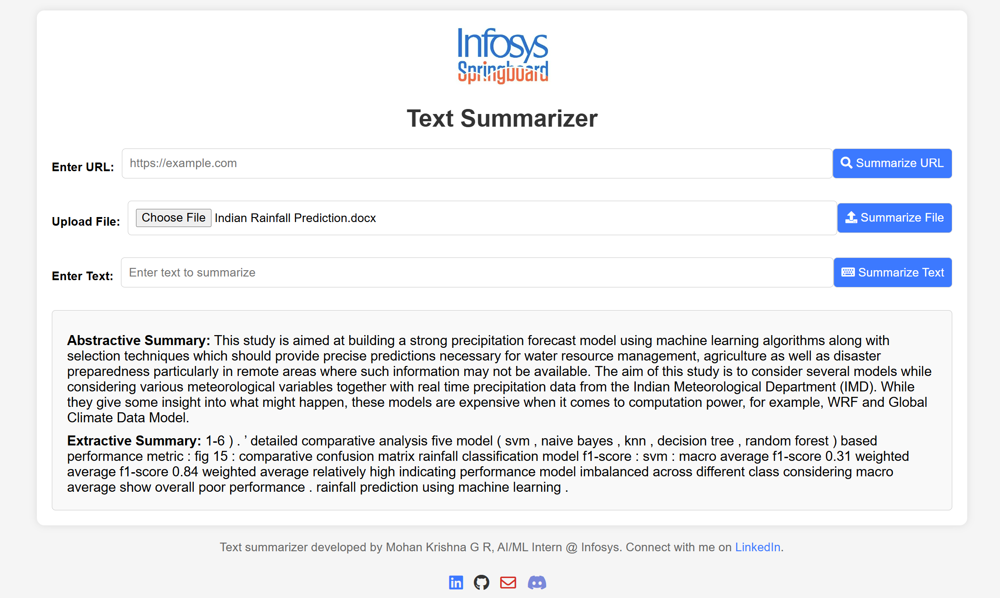 Infosys
Springboard
Text Summarizer
Enter URL: https://example.com Summarize URL
Upload File: Choose File Indian Rainfall Prediction.docx Summarize File
Enter Text: Enter text to summarize Summarize Text
Abstractive Summary: This study is aimed at building a strong precipitation forecast model using machine learning algorithms along with
selection techniques which should provide precise predictions necessary for water resource management, agriculture as well as disaster
preparedness particularly in remote areas where such information may not be available. The aim of this study is to consider several models while
considering various meteorological variables together with real time precipitation data from the Indian Meteorological Department (IMD). While
they give some insight into what might happen, these models are expensive when it comes to computation power, for example, WRF and Global
Climate Data Model.
Extractive Summary: 1-6 ) . ’ detailed comparative analysis five model ( svm , naive bayes , knn , decision tree , random forest ) based
performance metric : fig 15 : comparative confusion matrix rainfall classification model f1-score : svm : macro average f1-score 0.31 weighted
average f1-score 0.84 weighted average relatively high indicating performance model imbalanced across different class considering macro
average show overall poor performance . rainfall prediction using machine learning .
Text summarizer developed by Mohan Krishna G R, AI/ML Intern @ Infosys. Connect with me on LinkedIn.